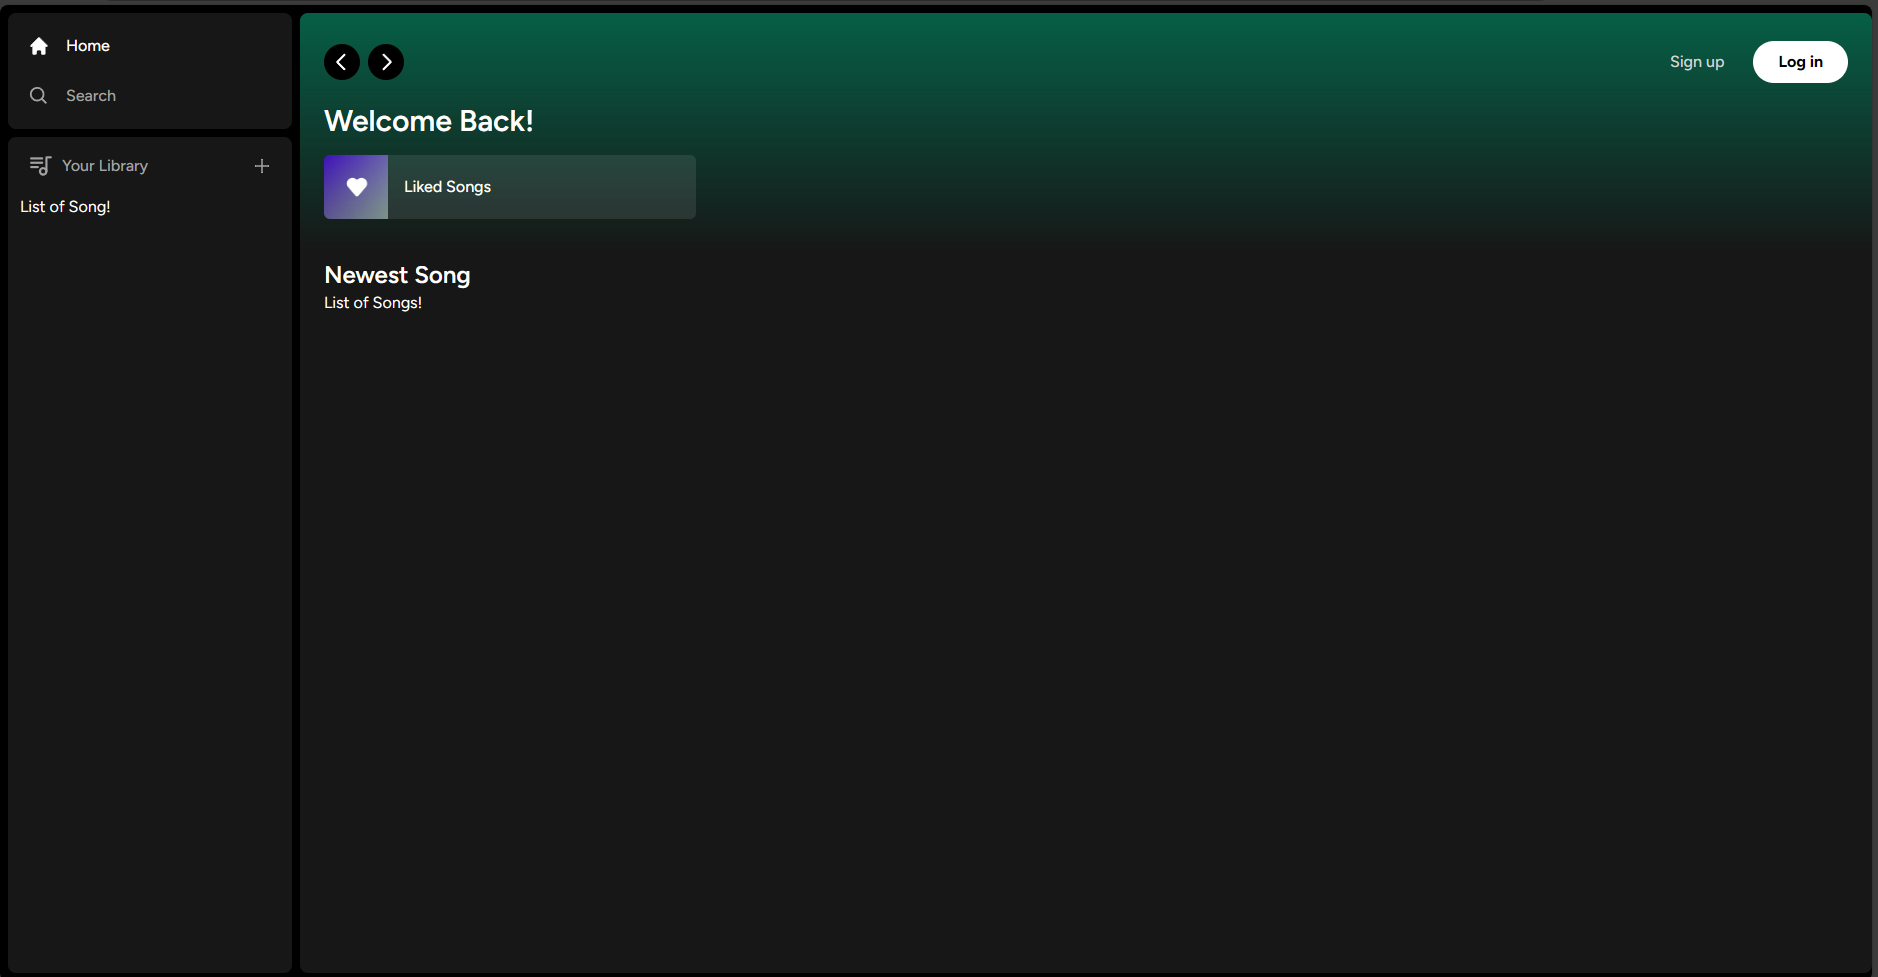 Home
Search
Your Library
List of Song!
Sign up
Log in
Welcome Back!
Liked Songs
Newest Song
List of Songs!